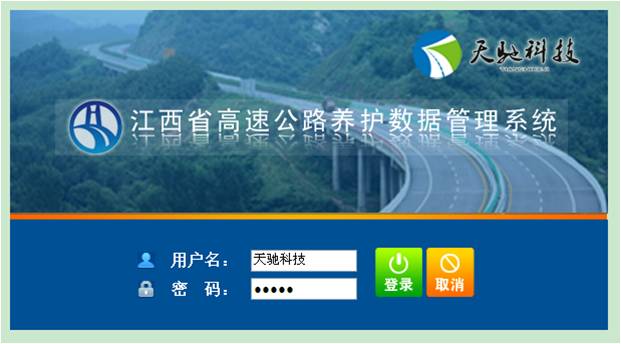 天驰科技
江西省高速公路养护数据管理系统
用户名： 天驰科技
密 码： ●●●●●
登录
取消